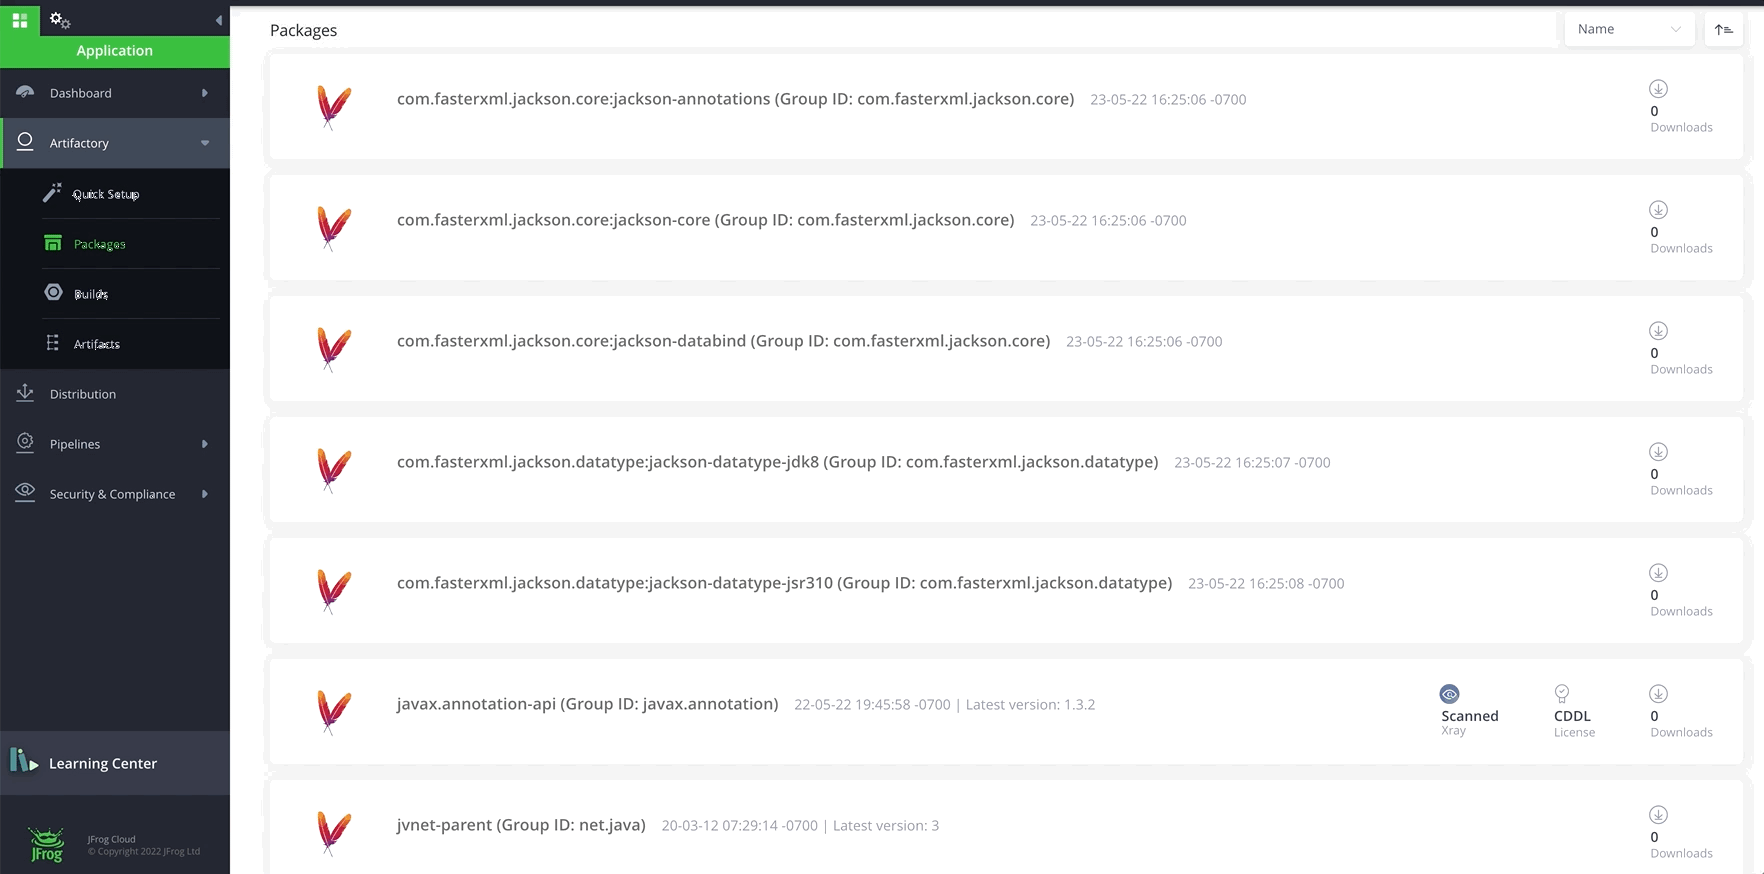 Application
Dashboard
Artifactory
Quick Setup
Packages
Builds
Artifacts
Distribution
Pipelines
Security & Compliance
Learning Center
JFrog
JFrog Cloud
© Copyright 2022 JFrog Ltd
Packages
Name
com.fasterxml.jackson.core:jackson-annotations (Group ID: com.fasterxml.jackson.core) 23-05-22 16:25:06 -0700
0
Downloads
com.fasterxml.jackson.core:jackson-core (Group ID: com.fasterxml.jackson.core) 23-05-22 16:25:06 -0700
0
Downloads
com.fasterxml.jackson.core:jackson-databind (Group ID: com.fasterxml.jackson.core) 23-05-22 16:25:06 -0700
0
Downloads
com.fasterxml.jackson.datatype:jackson-datatype-jdk8 (Group ID: com.fasterxml.jackson.datatype) 23-05-22 16:25:07 -0700
0
Downloads
com.fasterxml.jackson.datatype:jackson-datatype-jsr310 (Group ID: com.fasterxml.jackson.datatype) 23-05-22 16:25:08 -0700
0
Downloads
javax.annotation-api (Group ID: javax.annotation) 22-05-22 19:45:58 -0700 | Latest version: 1.3.2
Scanned
Xray
CDDL
License
0
Downloads
jvnet-parent (Group ID: net.java) 20-03-12 07:29:14 -0700 | Latest version: 3
0
Downloads